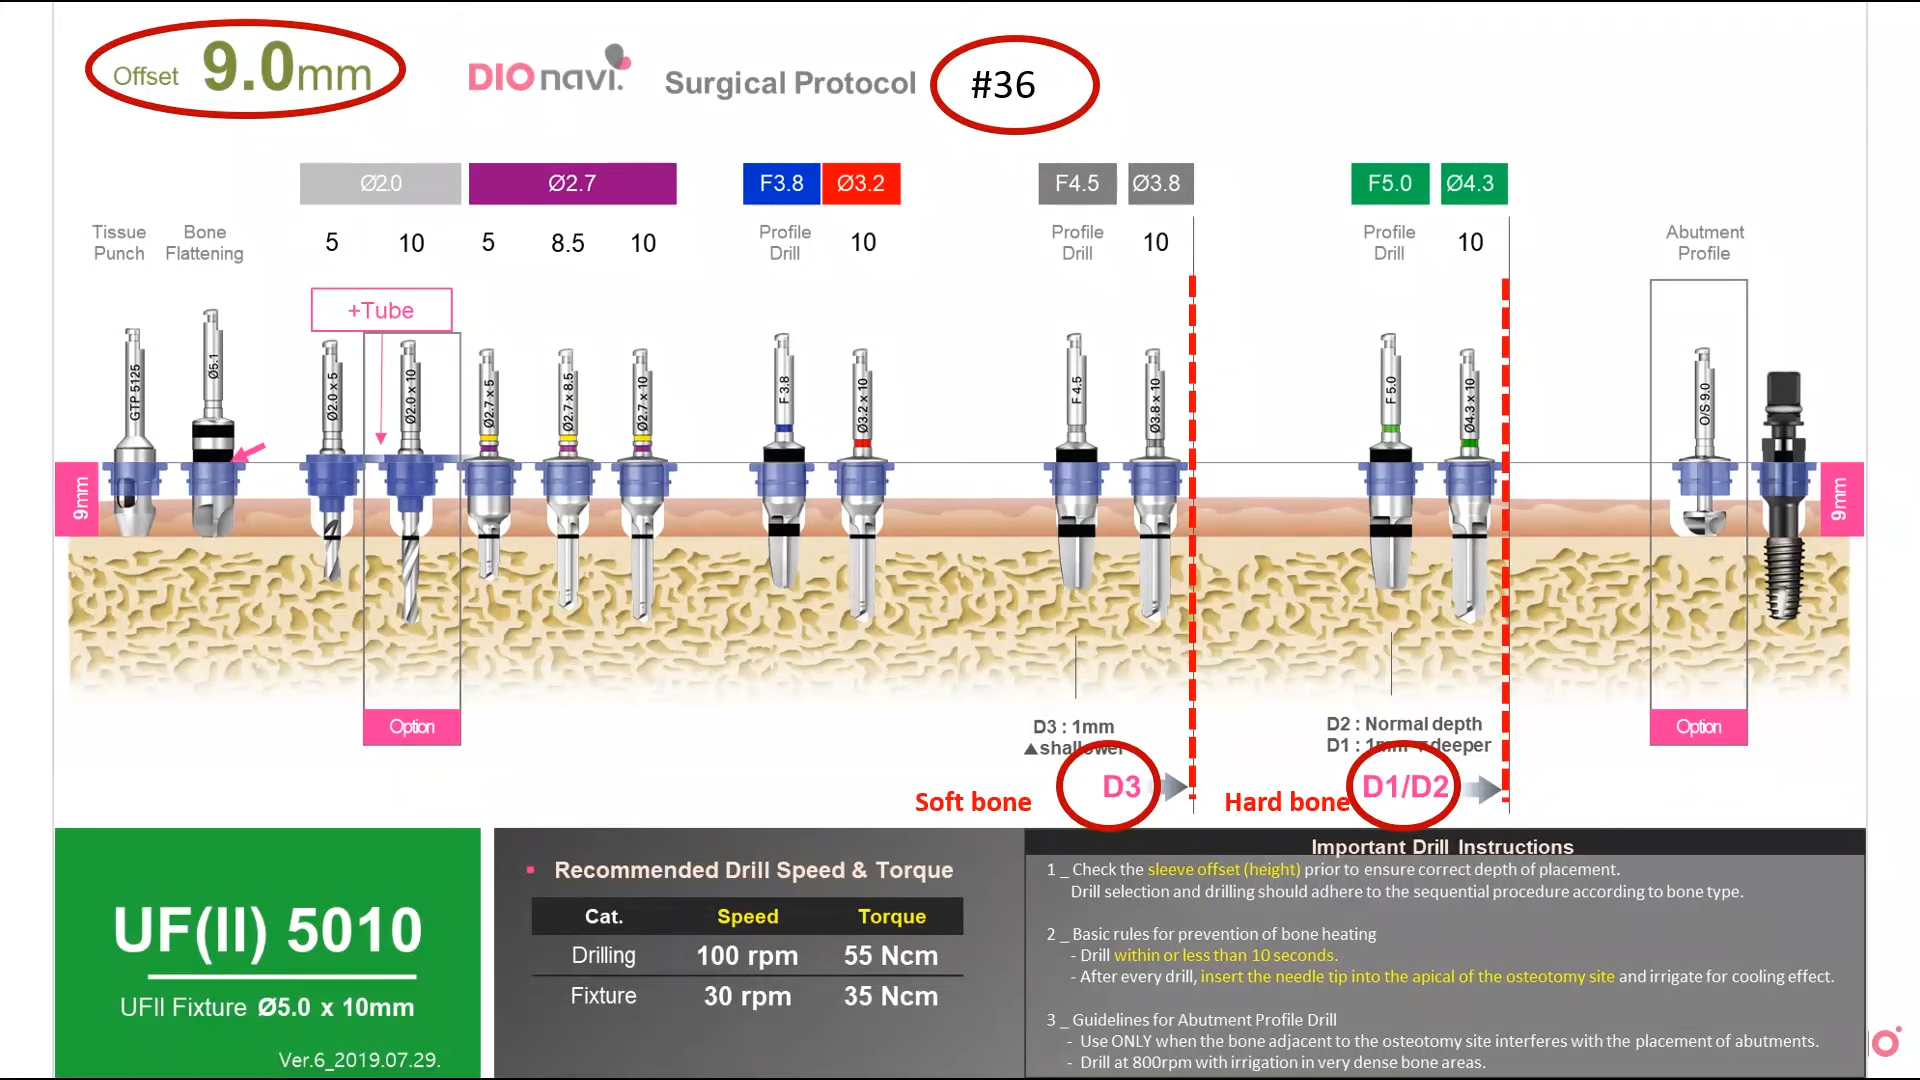 Offset 9.0mm
DIO navi. Surgical Protocol #36
Ø2.0 Ø2.7 F3.8 Ø3.2 F4.5 Ø3.8 F5.0 Ø4.3
Tissue Punch
Bone Flattening
5 10 5 8.5 10
Profile Drill
10
Profile Drill
10
Profile Drill
10
Abutment Profile
+Tube
GTP 5125
Ø5.1
Ø2.0 x 5
Ø2.0 x 10
Ø2.7 x 5
Ø2.7 x 8.5
Ø2.7 x 10
F 3.8
Ø3.2 x 10
F 4.5
Ø3.8 x 10
F 5.0
Ø4.3 x 10
O/S 9.0
9mm
9mm
Option
Option
D3 : 1mm
▲shallower
D2 : Normal depth
D1 : 1mm ▼deeper
Soft bone D3
Hard bone D1/D2
UF(II) 5010
UFII Fixture Ø5.0 x 10mm
Ver.6_2019.07.29.
Recommended Drill Speed & Torque
Cat. Speed Torque
Drilling 100 rpm 55 Ncm
Fixture 30 rpm 35 Ncm
Important Drill Instructions
1 _ Check the sleeve offset (height) prior to ensure correct depth of placement.
Drill selection and drilling should adhere to the sequential procedure according to bone type.
2 _ Basic rules for prevention of bone heating
- Drill within or less than 10 seconds.
- After every drill, insert the needle tip into the apical of the osteotomy site and irrigate for cooling effect.
3 _ Guidelines for Abutment Profile Drill
- Use ONLY when the bone adjacent to the osteotomy site interferes with the placement of abutments.
- Drill at 800rpm with irrigation in very dense bone areas.